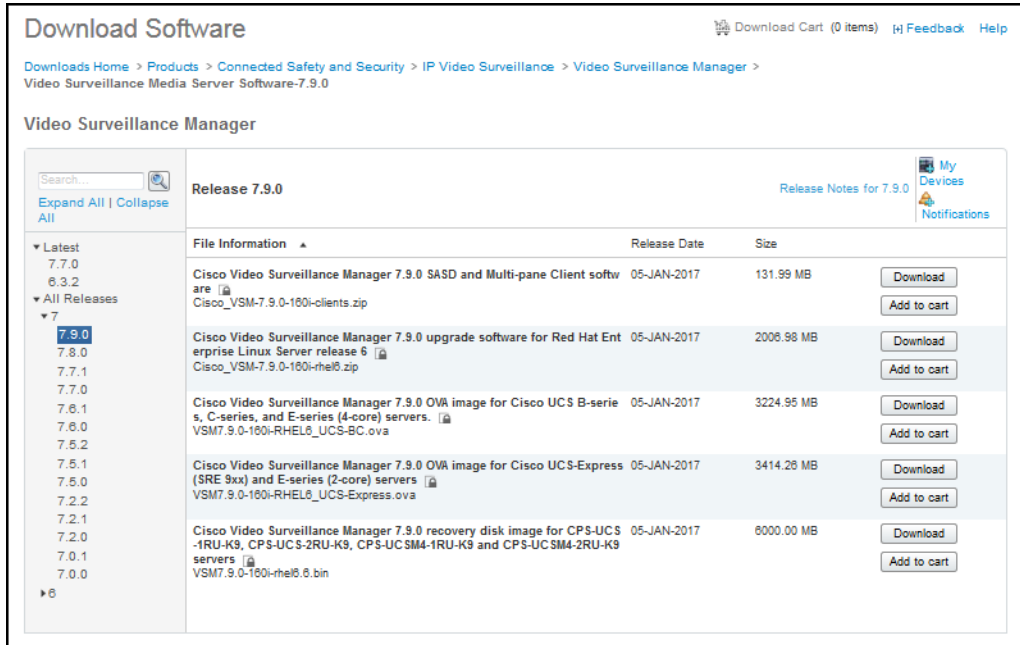 Download Software
Download Cart (0 items) [+] Feedback Help
Downloads Home > Products > Connected Safety and Security > IP Video Surveillance > Video Surveillance Manager >
Video Surveillance Media Server Software-7.9.0
Video Surveillance Manager
Search...
Expand All | Collapse
All
▾ Latest
7.7.0
6.3.2
▾ All Releases
▾ 7
7.9.0
7.8.0
7.7.1
7.7.0
7.6.1
7.6.0
7.5.2
7.5.1
7.5.0
7.2.2
7.2.1
7.2.0
7.0.1
7.0.0
▸ 6
Release 7.9.0
Release Notes for 7.9.0
My
Devices
Notifications
File Information ▲ Release Date Size
Cisco Video Surveillance Manager 7.9.0 SASD and Multi-pane Client softw 05-JAN-2017 131.99 MB Download
are
Cisco_VSM-7.9.0-160i-clients.zip Add to cart
Cisco Video Surveillance Manager 7.9.0 upgrade software for Red Hat Ent 05-JAN-2017 2006.98 MB Download
erprise Linux Server release 6
Cisco_VSM-7.9.0-160i-rhel6.zip Add to cart
Cisco Video Surveillance Manager 7.9.0 OVA image for Cisco UCS B-serie 05-JAN-2017 3224.95 MB Download
s, C-series, and E-series (4-core) servers.
VSM7.9.0-160i-RHEL6_UCS-BC.ova Add to cart
Cisco Video Surveillance Manager 7.9.0 OVA image for Cisco UCS-Express 05-JAN-2017 3414.26 MB Download
(SRE 9xx) and E-series (2-core) servers
VSM7.9.0-160i-RHEL6_UCS-Express.ova Add to cart
Cisco Video Surveillance Manager 7.9.0 recovery disk image for CPS-UCS 05-JAN-2017 6000.00 MB Download
-1RU-K9, CPS-UCS-2RU-K9, CPS-UCSM4-1RU-K9 and CPS-UCSM4-2RU-K9
servers Add to cart
VSM7.9.0-160i-rhel6.6.bin